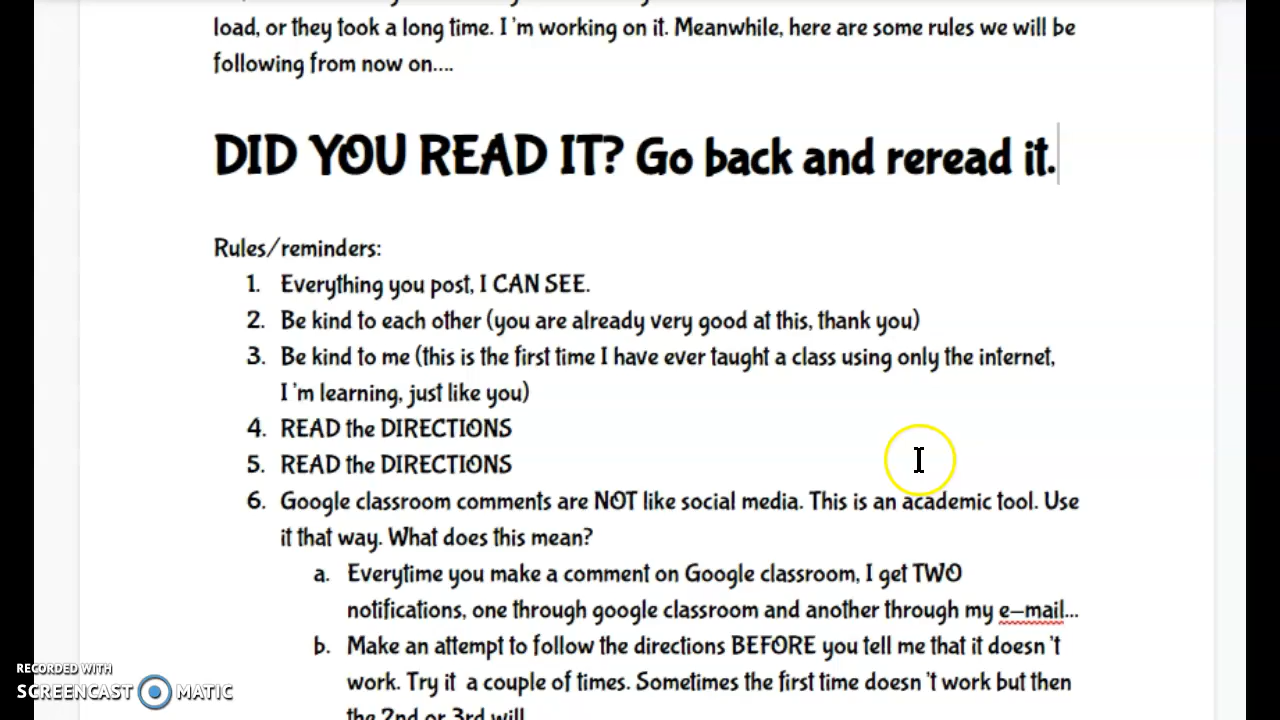 load, or they took a long time. I'm working on it. Meanwhile, here are some rules we will be
following from now on....
DID YOU READ IT? Go back and reread it.
Rules/reminders:
1. Everything you post, I CAN SEE.
2. Be kind to each other (you are already very good at this, thank you)
3. Be kind to me (this is the first time I have ever taught a class using only the internet,
I'm learning, just like you)
4. READ the DIRECTIONS
5. READ the DIRECTIONS
6. Google classroom comments are NOT like social media. This is an academic tool. Use
it that way. What does this mean?
a. Everytime you make a comment on Google classroom, I get TWO
notifications, one through google classroom and another through my e-mail...
b. Make an attempt to follow the directions BEFORE you tell me that it doesn't
work. Try it a couple of times. Sometimes the first time doesn't work but then
the 2nd or 3rd will
RECORDED WITH
SCREENCAST MATIC